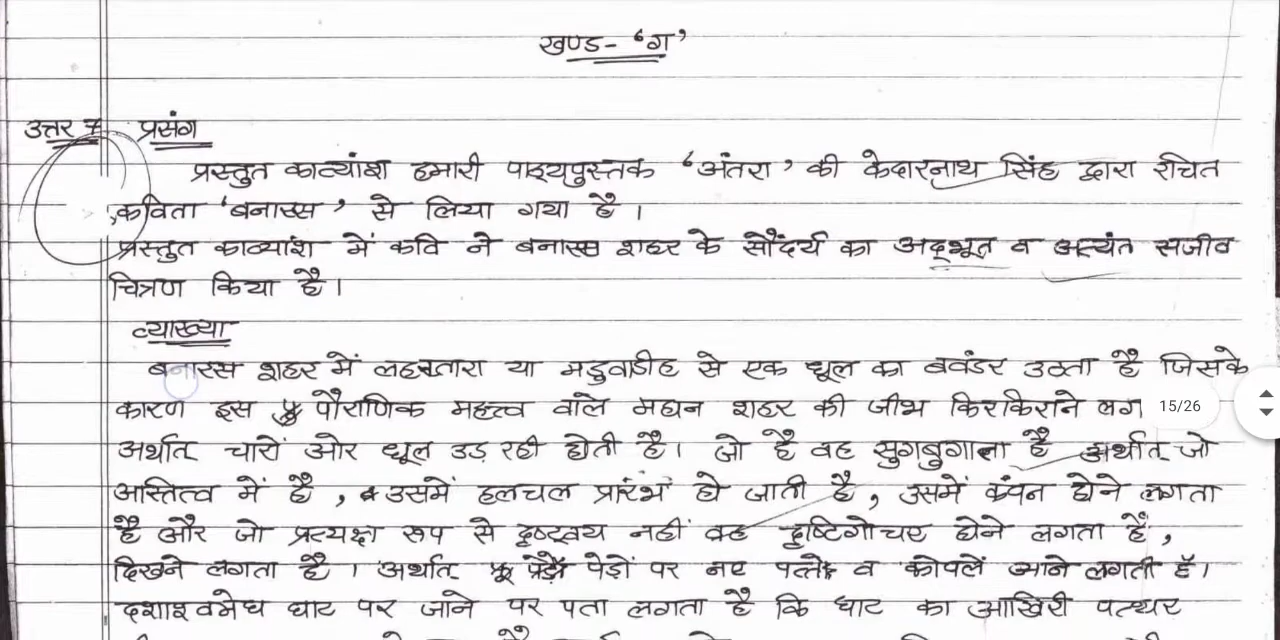 खण्ड- ‘ग’
उत्तर 7 प्रसंग
प्रस्तुत काव्यांश हमारी पाठ्यपुस्तक ‘अंतरा’ की केदारनाथ सिंह द्वारा रचित
कविता ‘बनारस’ से लिया गया है।
प्रस्तुत काव्यांश में कवि ने बनारस शहर के सौंदर्य का अद्भूत व अत्यंत सजीव
चित्रण किया है।
व्याख्या
बनारस शहर में लहरतारा या मडुवाडीह से एक धूल का बवंडर उठता है जिसके
कारण इस पौराणिक महत्त्व वाले महान शहर की जीभ किरकिराने लग
15/26
अर्थात् चारों ओर धूल उड़ रही होती है। जो है वह सुगबुगाता है अर्थात् जो
अस्तित्व में है, उसमें हलचल प्रारंभ हो जाती है, उसमें कंपन होने लगता
है और जो प्रत्यक्ष रूप से दृष्टव्य नहीं वह दृष्टिगोचर होने लगता है,
दिखने लगता है। अर्थात् पेड़ों पर नए पत्ते व कोपलें आने लगती हैं।
दशाश्वमेध घाट पर जाने पर पता लगता है कि घाट का आखिरी पत्थर